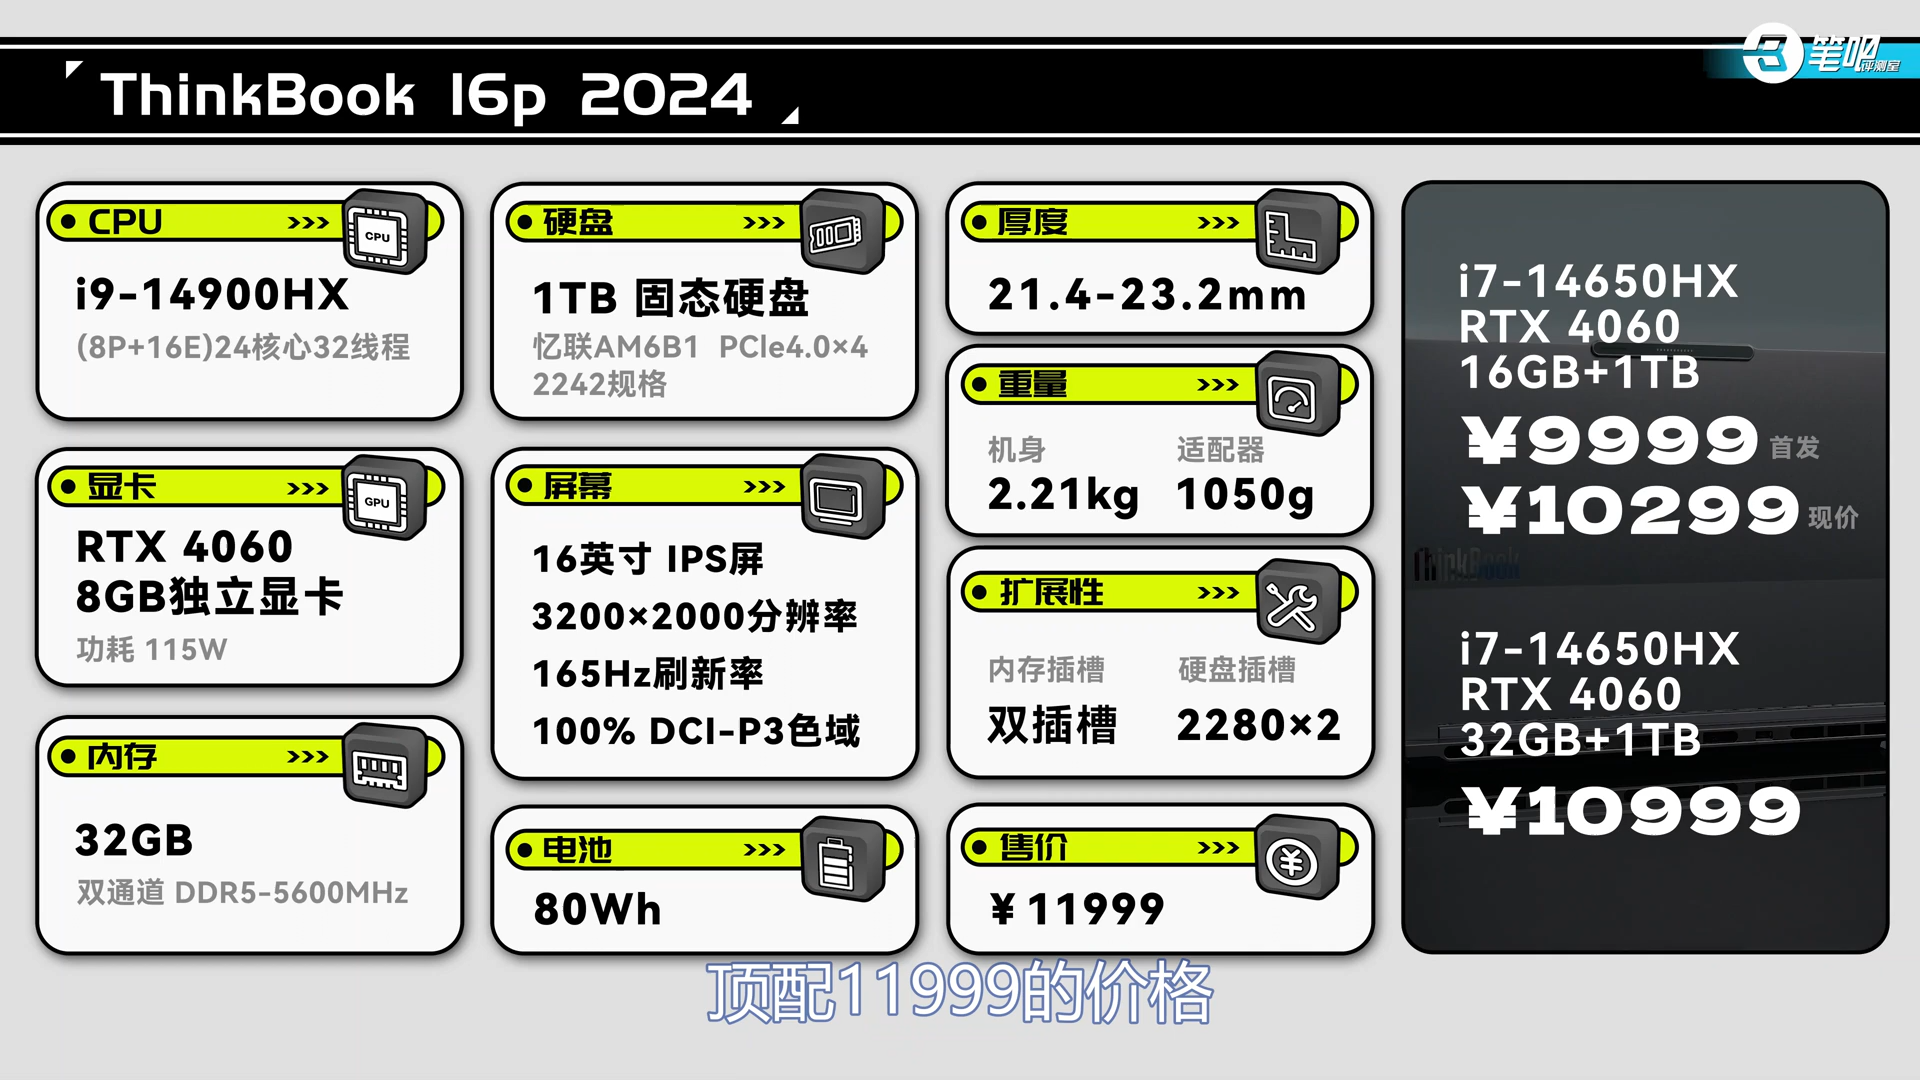 ThinkBook 16p 2024
笔吧
评测室
CPU
CPU
i9-14900HX
(8P+16E)24核心32线程
显卡
GPU
RTX 4060
8GB独立显卡
功耗 115W
内存
32GB
双通道 DDR5-5600MHz
硬盘
1TB 固态硬盘
忆联AM6B1 PCIe4.0×4
2242规格
屏幕
16英寸 IPS屏
3200×2000分辨率
165Hz刷新率
100% DCI-P3色域
电池
80Wh
厚度
21.4-23.2mm
重量
机身 适配器
2.21kg 1050g
扩展性
内存插槽 硬盘插槽
双插槽 2280×2
售价
¥11999
i7-14650HX
RTX 4060
16GB+1TB
¥9999 首发
¥10299 现价
ThinkBook
i7-14650HX
RTX 4060
32GB+1TB
¥10999
顶配11999的价格